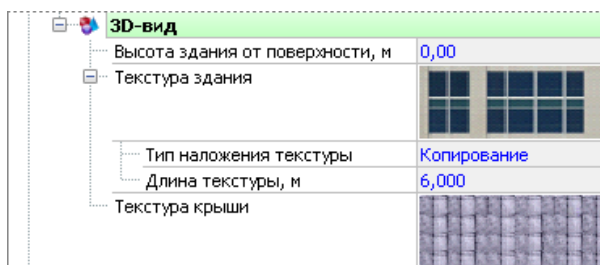 3D-вид
Высота здания от поверхности, м 0,00
Текстура здания
Тип наложения текстуры Копирование
Длина текстуры, м 6,000
Текстура крыши